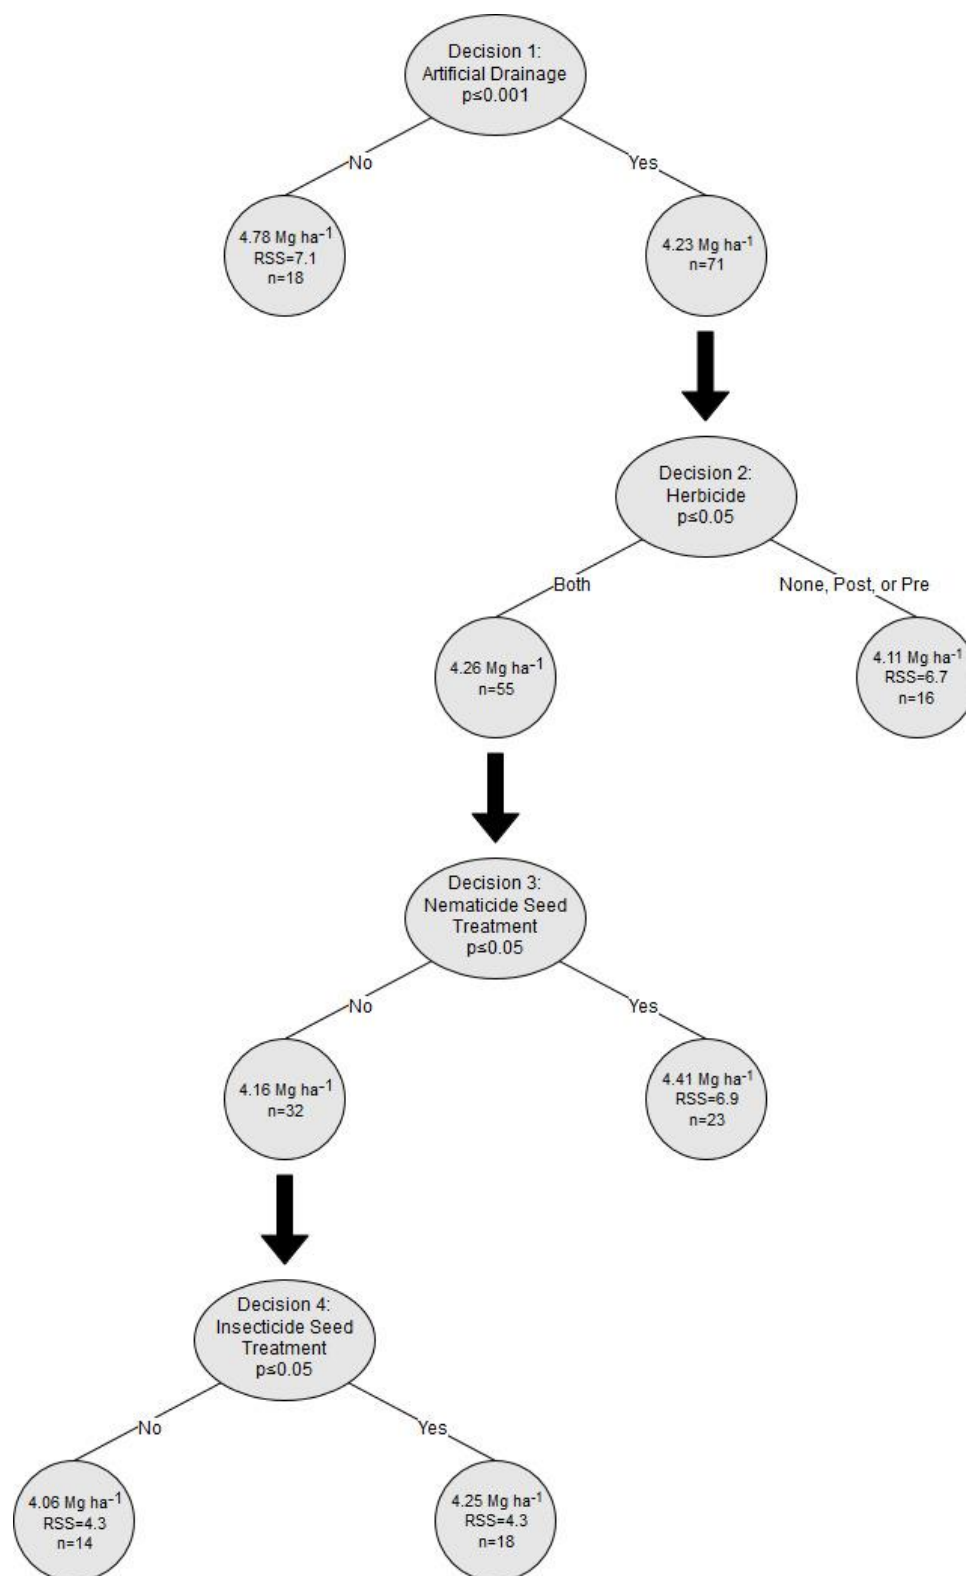 Decision 1:
Artificial Drainage
p≤0.001
No
Yes
4.78 Mg ha-1
RSS=7.1
n=18
4.23 Mg ha-1
n=71
Decision 2:
Herbicide
p≤0.05
Both
None, Post, or Pre
4.26 Mg ha-1
n=55
4.11 Mg ha-1
RSS=6.7
n=16
Decision 3:
Nematicide Seed
Treatment
p≤0.05
No
Yes
4.16 Mg ha-1
n=32
4.41 Mg ha-1
RSS=6.9
n=23
Decision 4:
Insecticide Seed
Treatment
p≤0.05
No
Yes
4.06 Mg ha-1
RSS=4.3
n=14
4.25 Mg ha-1
RSS=4.3
n=18